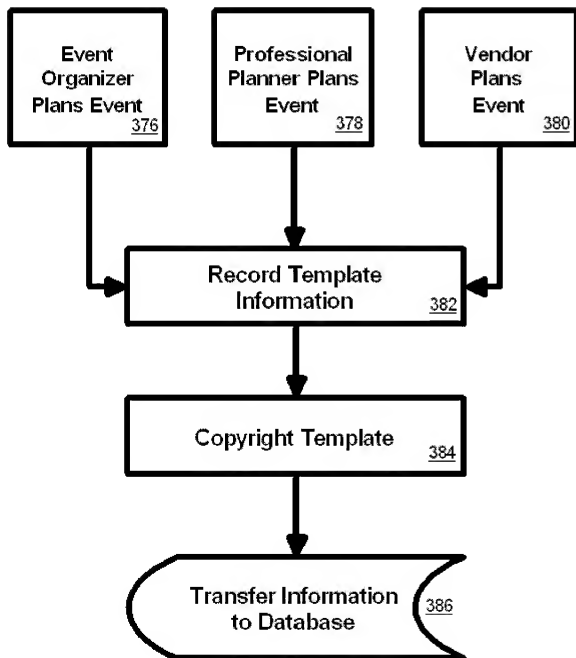 Event
Organizer
Plans Event
376
Professional
Planner Plans
Event
378
Vendor
Plans
Event
380
Record Template
Information
382
Copyright Template
384
Transfer Information
to Database
386